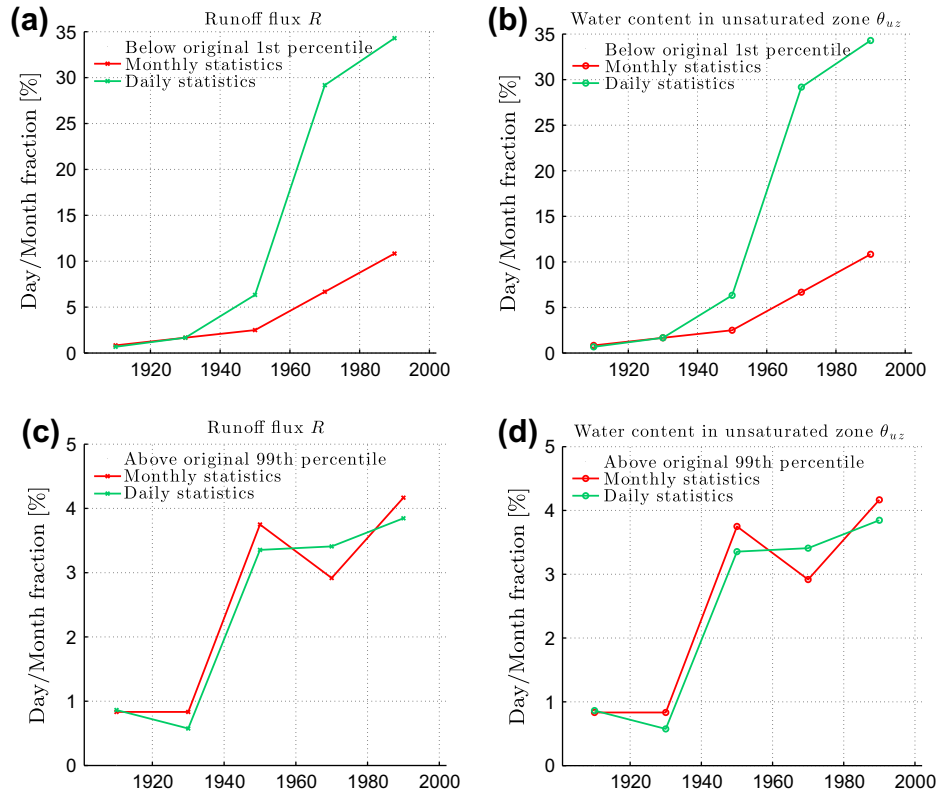 (a)
Runoff flux R
Below original 1st percentile
Monthly statistics
Daily statistics
Day/Month fraction [%]
35
30
25
20
15
10
5
0
1920 1940 1960 1980 2000
(b)
Water content in unsaturated zone θuz
Below original 1st percentile
Monthly statistics
Daily statistics
Day/Month fraction [%]
35
30
25
20
15
10
5
0
1920 1940 1960 1980 2000
(c)
Runoff flux R
Above original 99th percentile
Monthly statistics
Daily statistics
Day/Month fraction [%]
5
4
3
2
1
0
1920 1940 1960 1980 2000
(d)
Water content in unsaturated zone θuz
Above original 99th percentile
Monthly statistics
Daily statistics
Day/Month fraction [%]
5
4
3
2
1
0
1920 1940 1960 1980 2000